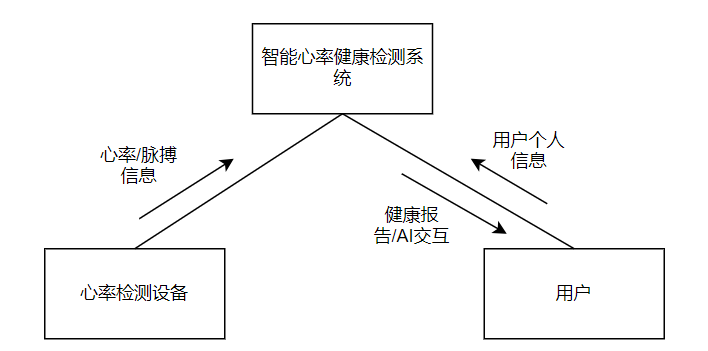 智能心率健康检测系
统
心率/脉搏
信息
用户个人
信息
健康报
告/AI交互
心率检测设备
用户